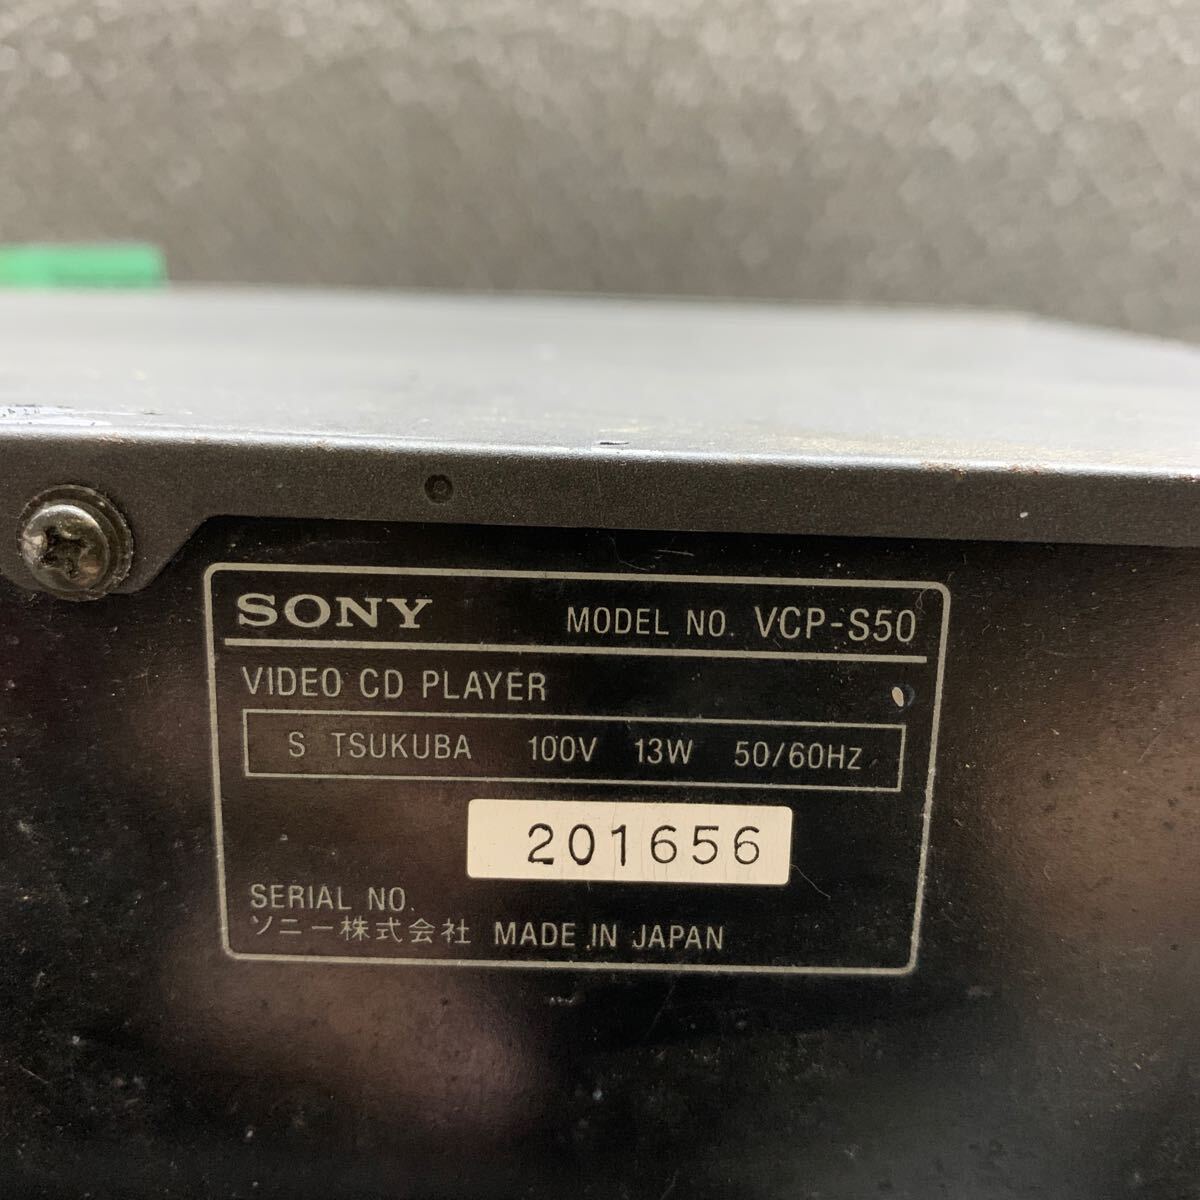 SONY MODEL NO. VCP-S50
VIDEO CD PLAYER
S TSUKUBA 100V 13W 50/60Hz
201656
SERIAL NO.
ソニー株式会社 MADE IN JAPAN